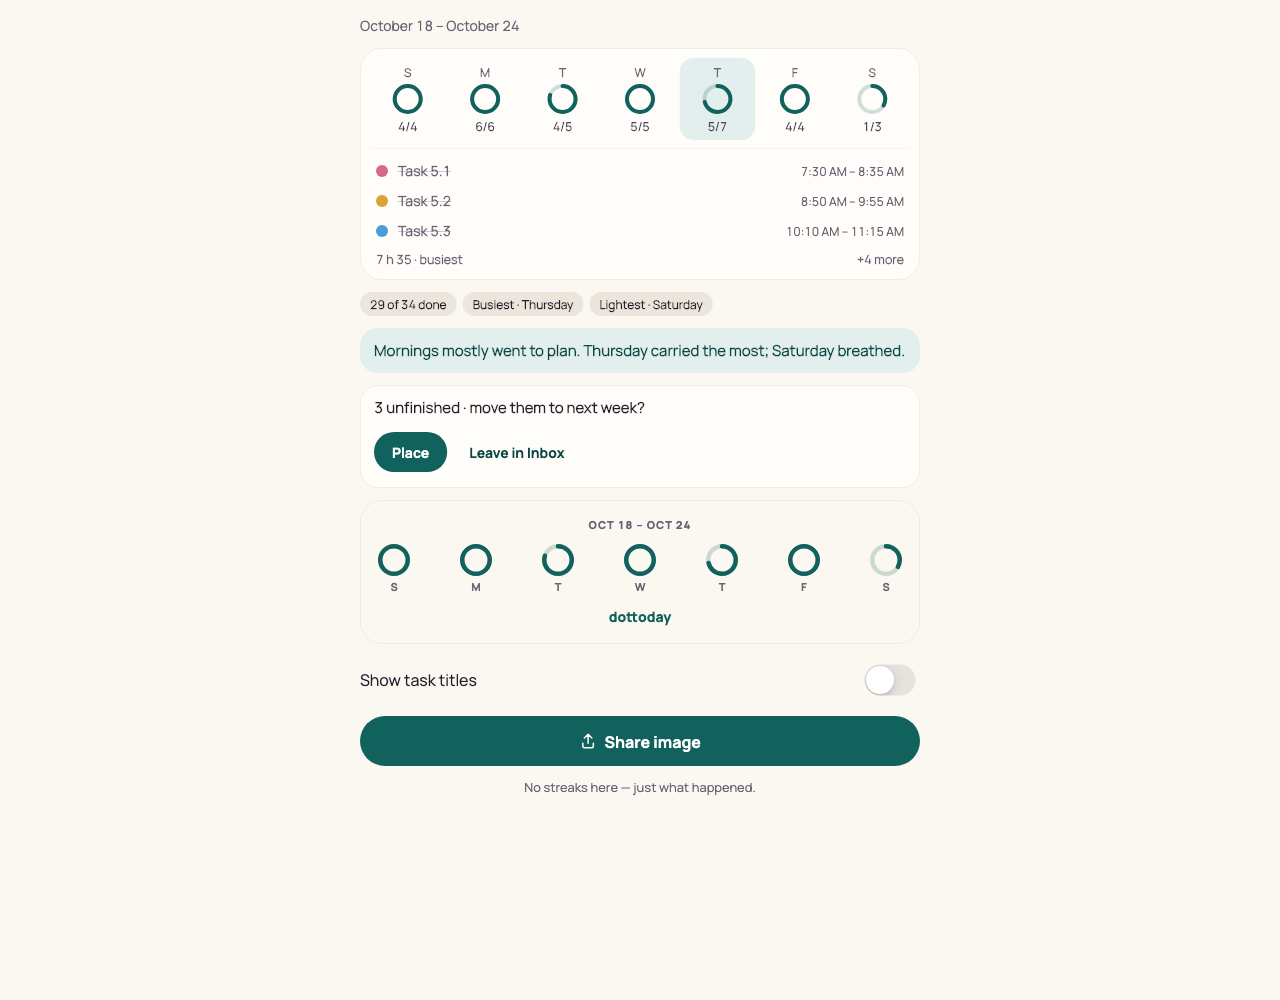 October 18 – October 24
S M T W T F S
4/4 6/6 4/5 5/5 5/7 4/4 1/3
Task 5.1 7:30 AM – 8:35 AM
Task 5.2 8:50 AM – 9:55 AM
Task 5.3 10:10 AM – 11:15 AM
7 h 35 · busiest +4 more
29 of 34 done Busiest · Thursday Lightest · Saturday
Mornings mostly went to plan. Thursday carried the most; Saturday breathed.
3 unfinished · move them to next week?
Place Leave in Inbox
OCT 18 – OCT 24
S M T W T F S
dottoday
Show task titles
Share image
No streaks here — just what happened.